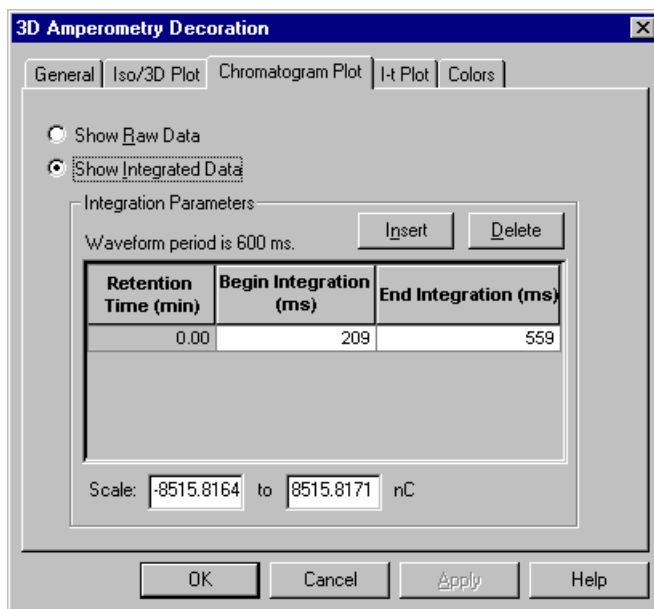 3D Amperometry Decoration
General Iso/3D Plot Chromatogram Plot I-t Plot Colors
Show Raw Data
Show Integrated Data
Integration Parameters
Waveform period is 600 ms. Insert Delete
Retention Time (min) Begin Integration (ms) End Integration (ms)
0.00 209 559
Scale: -8515.8164 to 8515.8171 nC
OK Cancel Apply Help